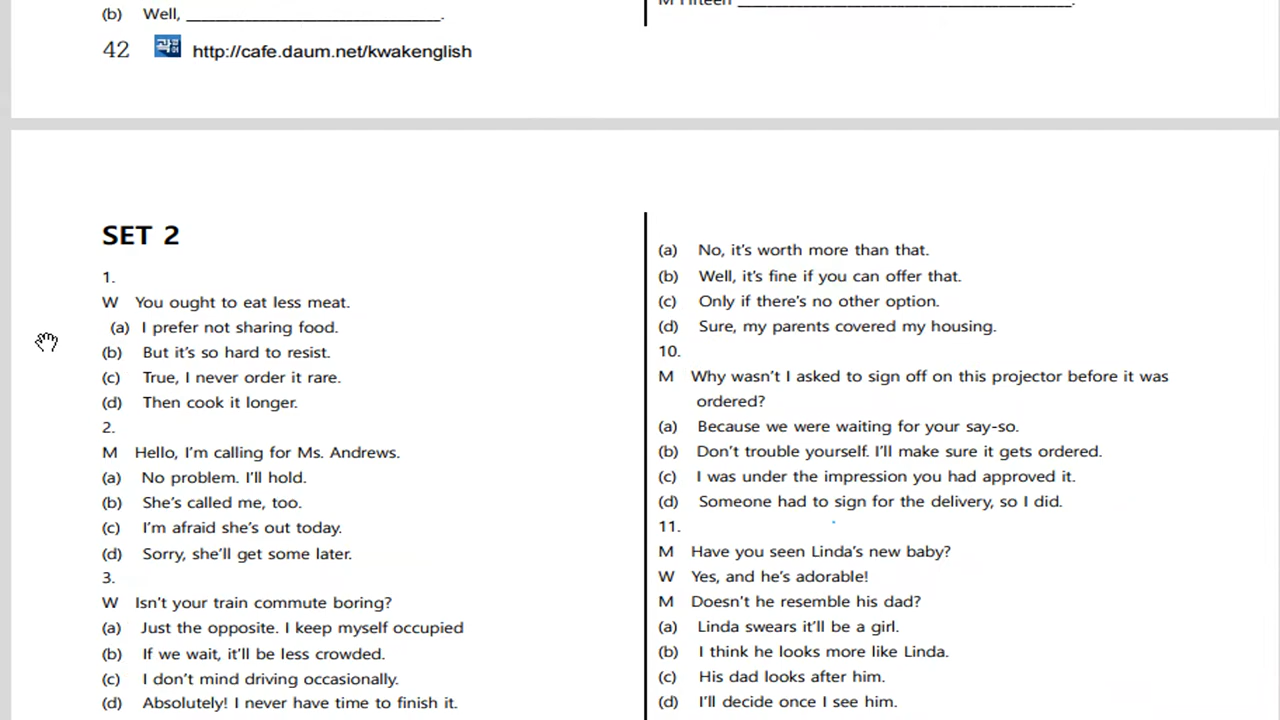 (b) Well, ________________________________.
42 http://cafe.daum.net/kwakenglish
M Fifteen __________________________________________.
SET 2
1.
W You ought to eat less meat.
(a) I prefer not sharing food.
(b) But it's so hard to resist.
(c) True, I never order it rare.
(d) Then cook it longer.
2.
M Hello, I'm calling for Ms. Andrews.
(a) No problem. I'll hold.
(b) She's called me, too.
(c) I'm afraid she's out today.
(d) Sorry, she'll get some later.
3.
W Isn't your train commute boring?
(a) Just the opposite. I keep myself occupied
(b) If we wait, it'll be less crowded.
(c) I don't mind driving occasionally.
(d) Absolutely! I never have time to finish it.
(a) No, it's worth more than that.
(b) Well, it's fine if you can offer that.
(c) Only if there's no other option.
(d) Sure, my parents covered my housing.
10.
M Why wasn't I asked to sign off on this projector before it was
ordered?
(a) Because we were waiting for your say-so.
(b) Don't trouble yourself. I'll make sure it gets ordered.
(c) I was under the impression you had approved it.
(d) Someone had to sign for the delivery, so I did.
11.
M Have you seen Linda's new baby?
W Yes, and he's adorable!
M Doesn't he resemble his dad?
(a) Linda swears it'll be a girl.
(b) I think he looks more like Linda.
(c) His dad looks after him.
(d) I'll decide once I see him.